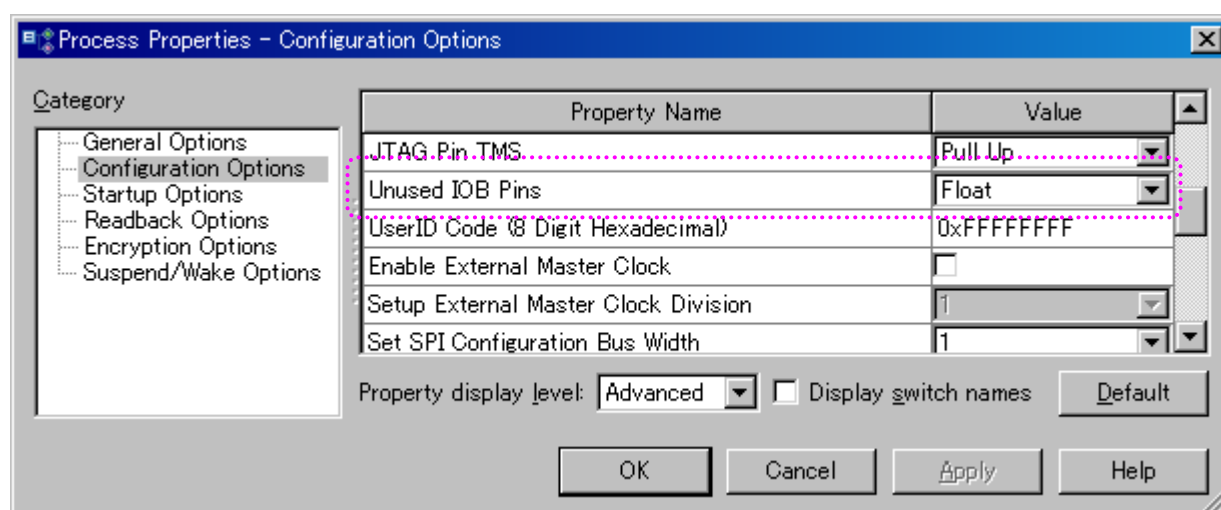 Process Properties - Configuration Options
Category
General Options
Configuration Options
Startup Options
Readback Options
Encryption Options
Suspend/Wake Options
Property Name Value
JTAG Pin TMS Pull Up
Unused IOB Pins Float
UserID Code (8 Digit Hexadecimal) 0xFFFFFFFF
Enable External Master Clock
Setup External Master Clock Division 1
Set SPI Configuration Bus Width 1
Property display level: Advanced Display switch names Default
OK Cancel Apply Help